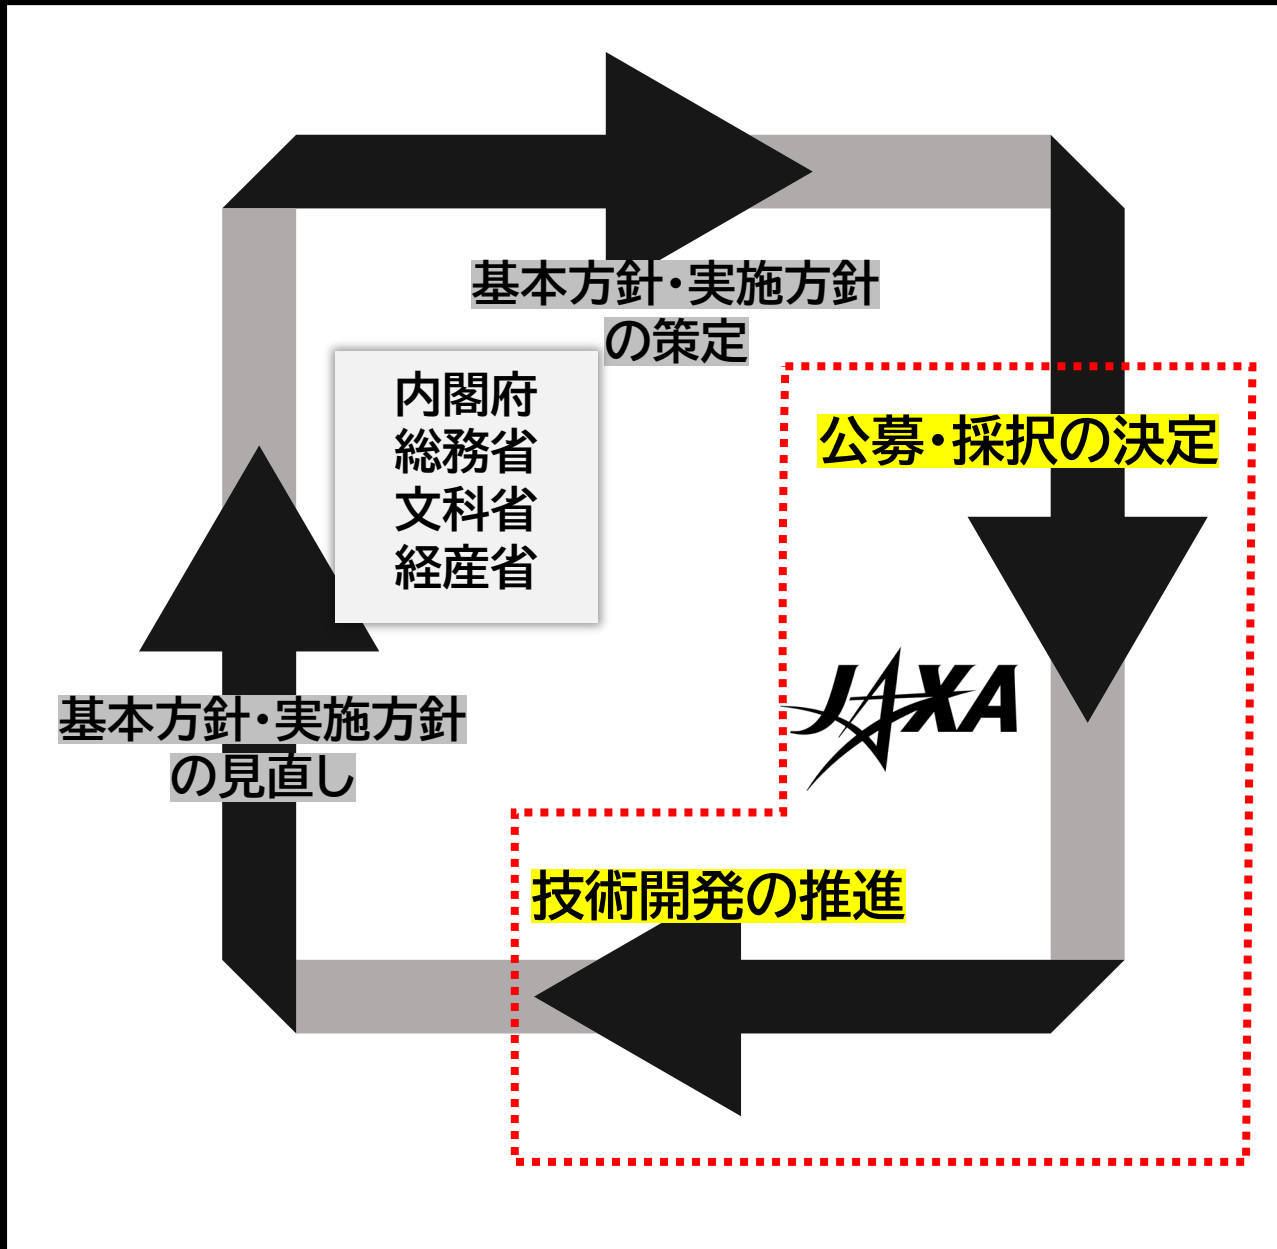 基本方針・実施方針
の策定
内閣府
総務省
文科省
経産省
公募・採択の決定
JAXA
基本方針・実施方針
の見直し
技術開発の推進